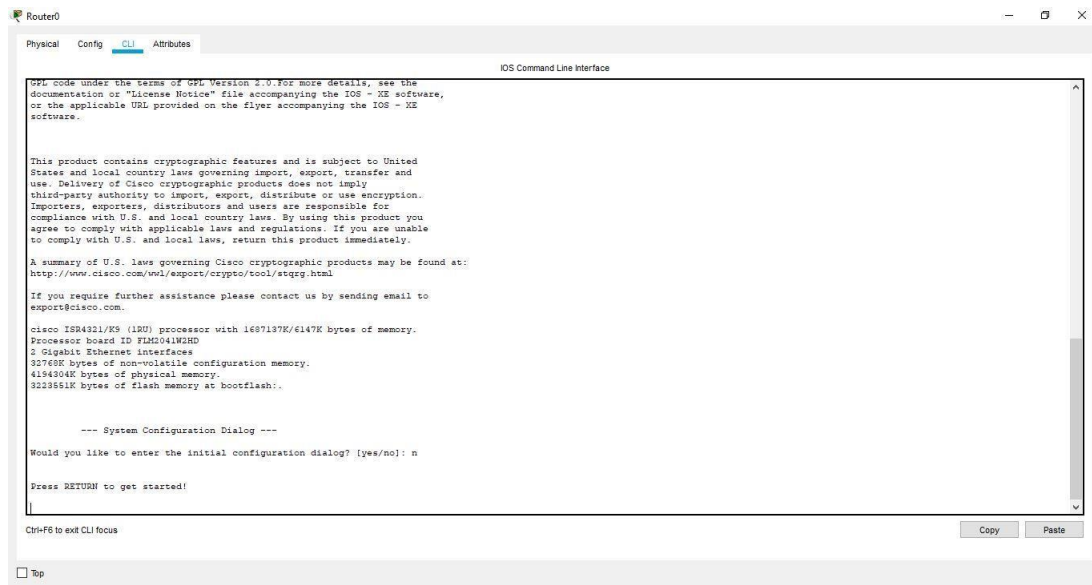 Router0
Physical Config CLI Attributes
IOS Command Line Interface
GPL code under the terms of GPL Version 2.0.For more details, see the
documentation or "License Notice" file accompanying the IOS - XE software,
or the applicable URL provided on the flyer accompanying the IOS - XE
software.
This product contains cryptographic features and is subject to United
States and local country laws governing import, export, transfer and
use. Delivery of Cisco cryptographic products does not imply
third-party authority to import, export, distribute or use encryption.
Importers, exporters, distributors and users are responsible for
compliance with U.S. and local country laws. By using this product you
agree to comply with applicable laws and regulations. If you are unable
to comply with U.S. and local laws, return this product immediately.
A summary of U.S. laws governing Cisco cryptographic products may be found at:
http://www.cisco.com/wwl/export/crypto/tool/stqrg.html
If you require further assistance please contact us by sending email to
export@cisco.com.
cisco ISR4321/K9 (1RU) processor with 1687137K/6147K bytes of memory.
Processor board ID FLM2041W2HD
2 Gigabit Ethernet interfaces
32768K bytes of non-volatile configuration memory.
4194304K bytes of physical memory.
3223551K bytes of flash memory at bootflash:.
--- System Configuration Dialog ---
Would you like to enter the initial configuration dialog? [yes/no]: n
Press RETURN to get started!
Ctrl+F6 to exit CLI focus
Copy Paste
Top